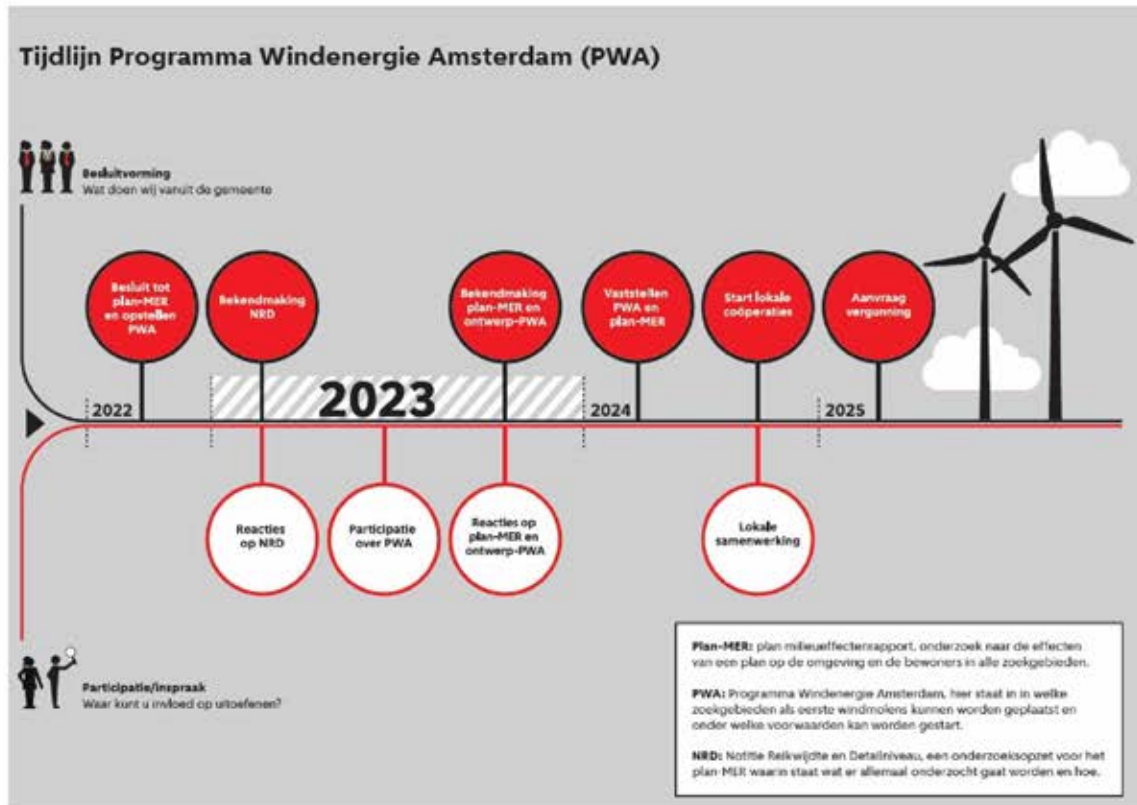 Tijdlijn Programma Windenergie Amsterdam (PWA)
Besluitvorming
Wat doen wij vanuit de gemeente
Besluit tot
plan-MER
en opstellen
PWA
Bekendmaking
NRD
Bekendmaking
plan-MER en
ontwerp-PWA
Vaststellen
PWA en
plan-MER
Start lokale
coöperaties
Aanvraag
vergunning
2022
2023
2024
2025
Reacties
op NRD
Participatie
over PWA
Reacties op
plan-MER en
ontwerp-PWA
Lokale
samenwerking
Participatie/inspraak
Waar kunt u invloed op uitoefenen?
Plan-MER: plan milieueffectenrapport, onderzoek naar de effecten
van een plan op de omgeving en de bewoners in alle zoekgebieden.
PWA: Programma Windenergie Amsterdam, hier staat in in welke
zoekgebieden als eerste windmolens kunnen worden geplaatst en
onder welke voorwaarden kan worden gestart.
NRD: Notitie Reikwijdte en Detailniveau, een onderzoeksopzet voor het
plan-MER waarin staat wat er allemaal onderzocht gaat worden en hoe.